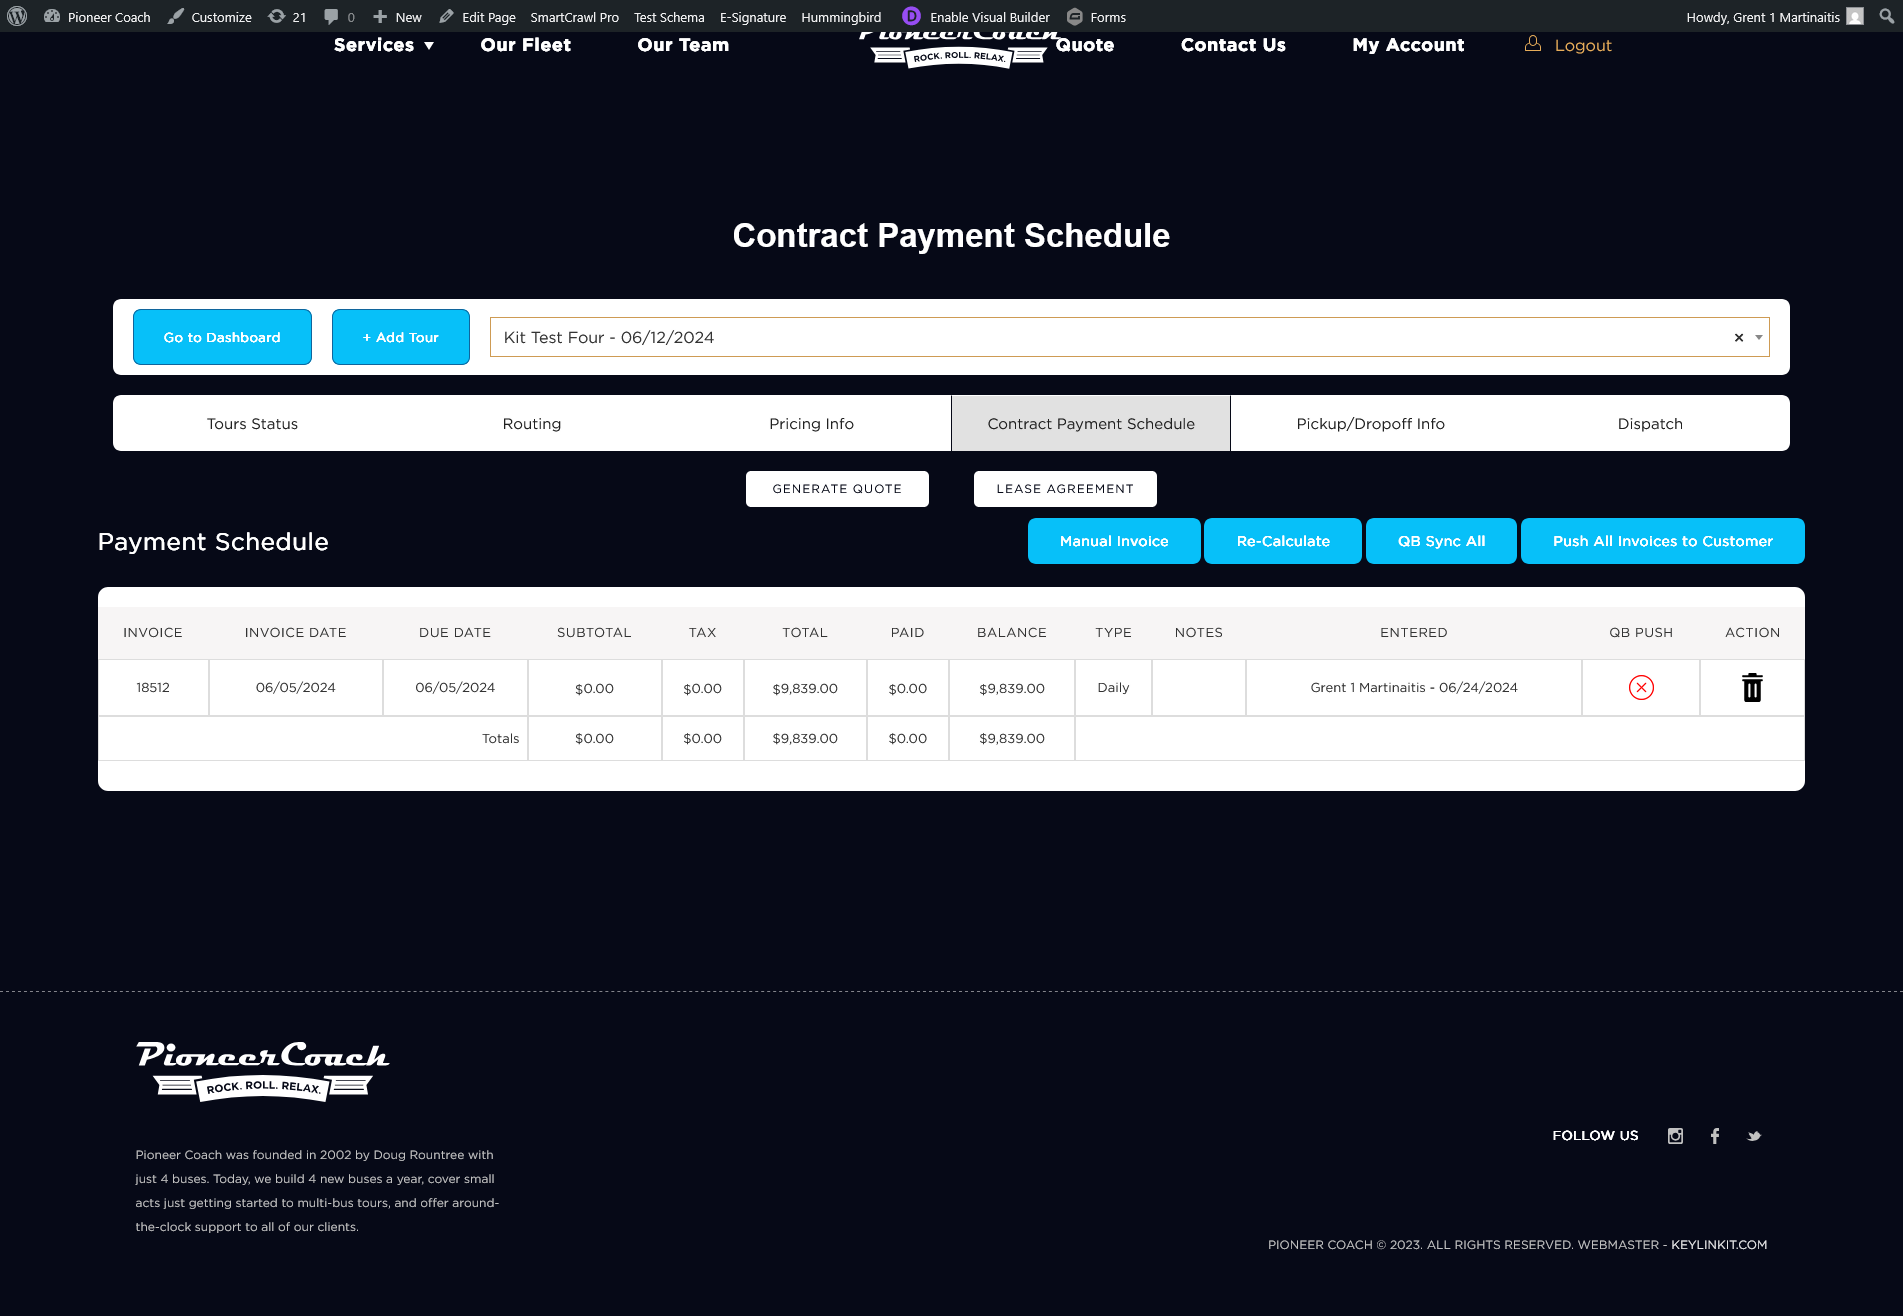 Pioneer Coach Customize 21 0 New Edit Page SmartCrawl Pro Test Schema E-Signature Hummingbird D Enable Visual Builder Forms Howdy, Grent 1 Martinaitis
Services ▼ Our Fleet Our Team PioneerCoach Quote Contact Us My Account Logout
ROCK. ROLL. RELAX.
Contract Payment Schedule
Go to Dashboard + Add Tour Kit Test Four - 06/12/2024 ×
Tours Status Routing Pricing Info Contract Payment Schedule Pickup/Dropoff Info Dispatch
GENERATE QUOTE LEASE AGREEMENT
Payment Schedule Manual Invoice Re-Calculate QB Sync All Push All Invoices to Customer
INVOICE INVOICE DATE DUE DATE SUBTOTAL TAX TOTAL PAID BALANCE TYPE NOTES ENTERED QB PUSH ACTION
18512 06/05/2024 06/05/2024 $0.00 $0.00 $9,839.00 $0.00 $9,839.00 Daily Grent 1 Martinaitis - 06/24/2024
Totals $0.00 $0.00 $9,839.00 $0.00 $9,839.00
PioneerCoach
ROCK. ROLL. RELAX.
FOLLOW US
Pioneer Coach was founded in 2002 by Doug Rountree with
just 4 buses. Today, we build 4 new buses a year, cover small
acts just getting started to multi-bus tours, and offer around-
the-clock support to all of our clients.
PIONEER COACH © 2023. ALL RIGHTS RESERVED. WEBMASTER - KEYLINKIT.COM